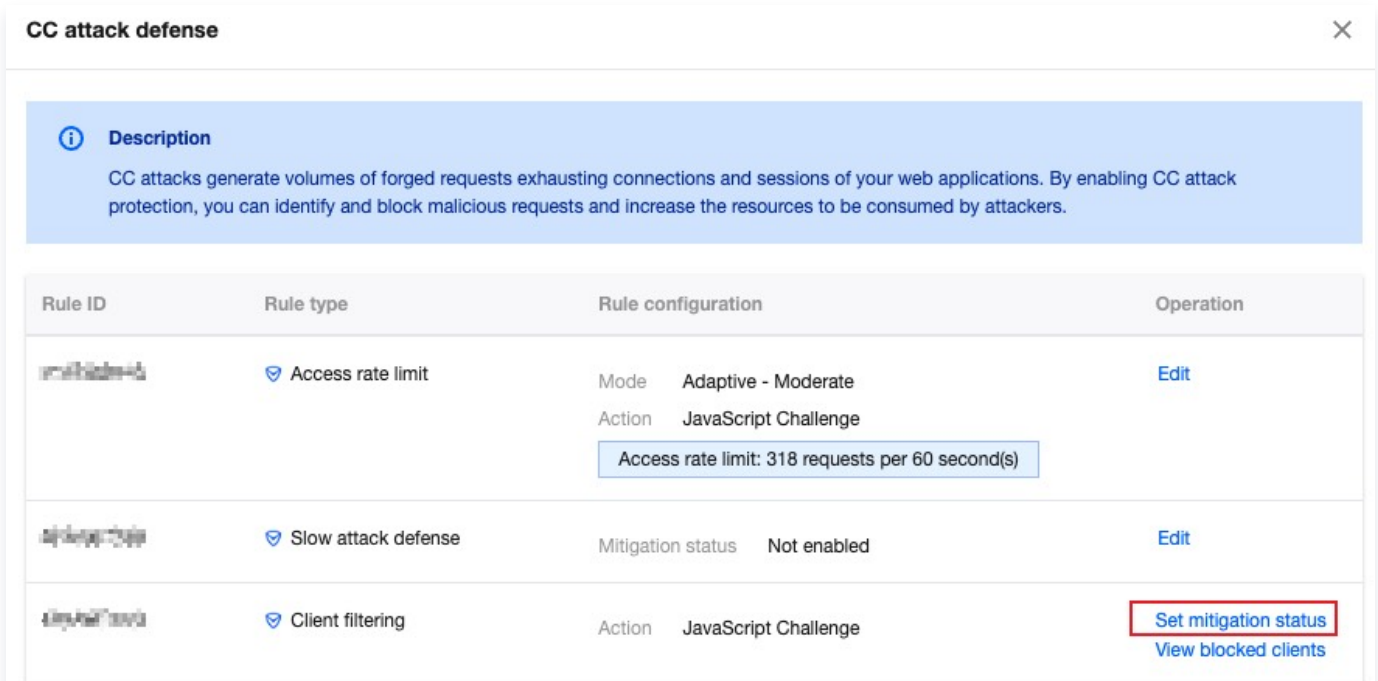 CC attack defense
Description
CC attacks generate volumes of forged requests exhausting connections and sessions of your web applications. By enabling CC attack
protection, you can identify and block malicious requests and increase the resources to be consumed by attackers.
Rule ID Rule type Rule configuration Operation
Access rate limit Mode Adaptive - Moderate Edit
Action JavaScript Challenge
Access rate limit: 318 requests per 60 second(s)
Slow attack defense Mitigation status Not enabled Edit
Client filtering Action JavaScript Challenge Set mitigation status
View blocked clients